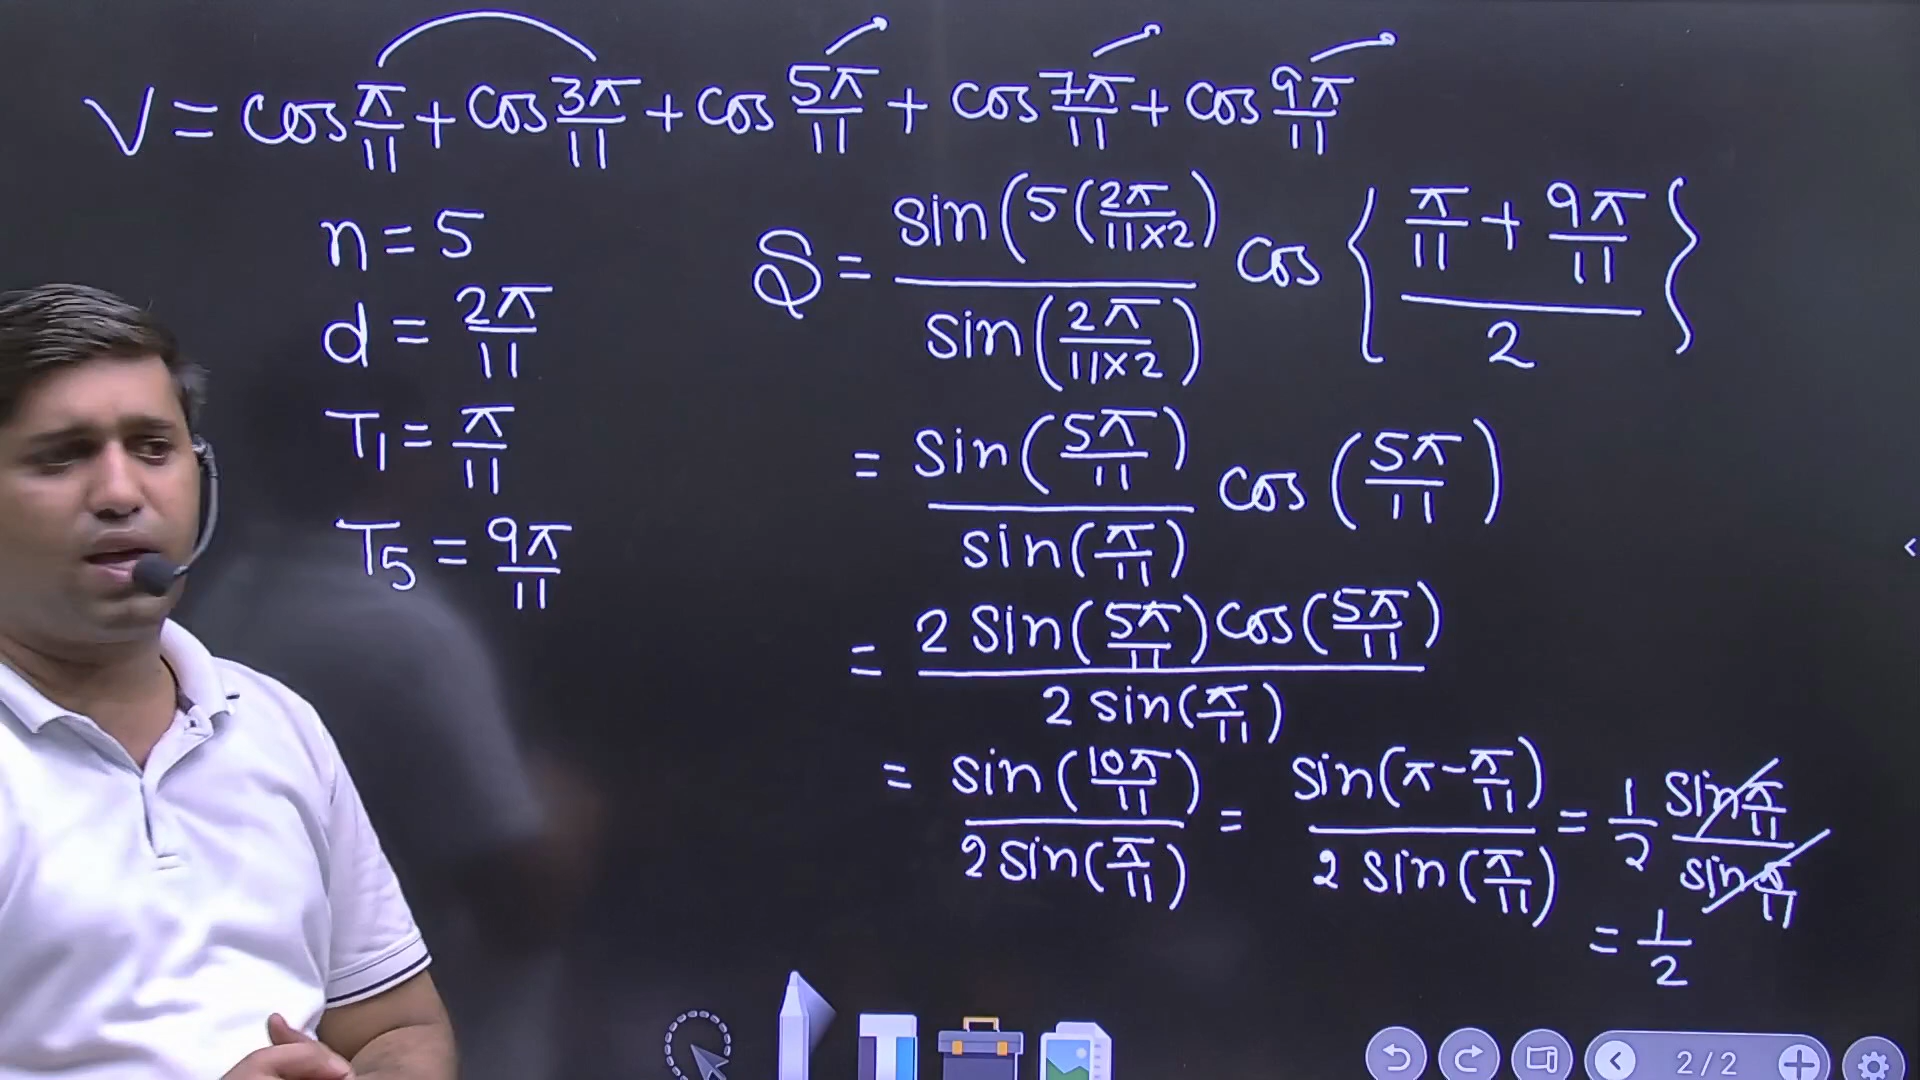 V = cos π/11 + cos 3π/11 + cos 5π/11 + cos 7π/11 + cos 9π/11
n = 5
d = 2π/11
T1 = π/11
T5 = 9π/11
S = sin(5(2π/11×2) / sin(2π/11×2) cos {(π/11 + 9π/11)/2}
= sin(5π/11) / sin(π/11) cos(5π/11)
= 2 sin(5π/11) cos(5π/11) / 2 sin(π/11)
= sin(10π/11) / 2 sin(π/11) = sin(π - π/11) / 2 sin(π/11) = 1/2 sin π/11 / sin π/11
= 1/2
2/2